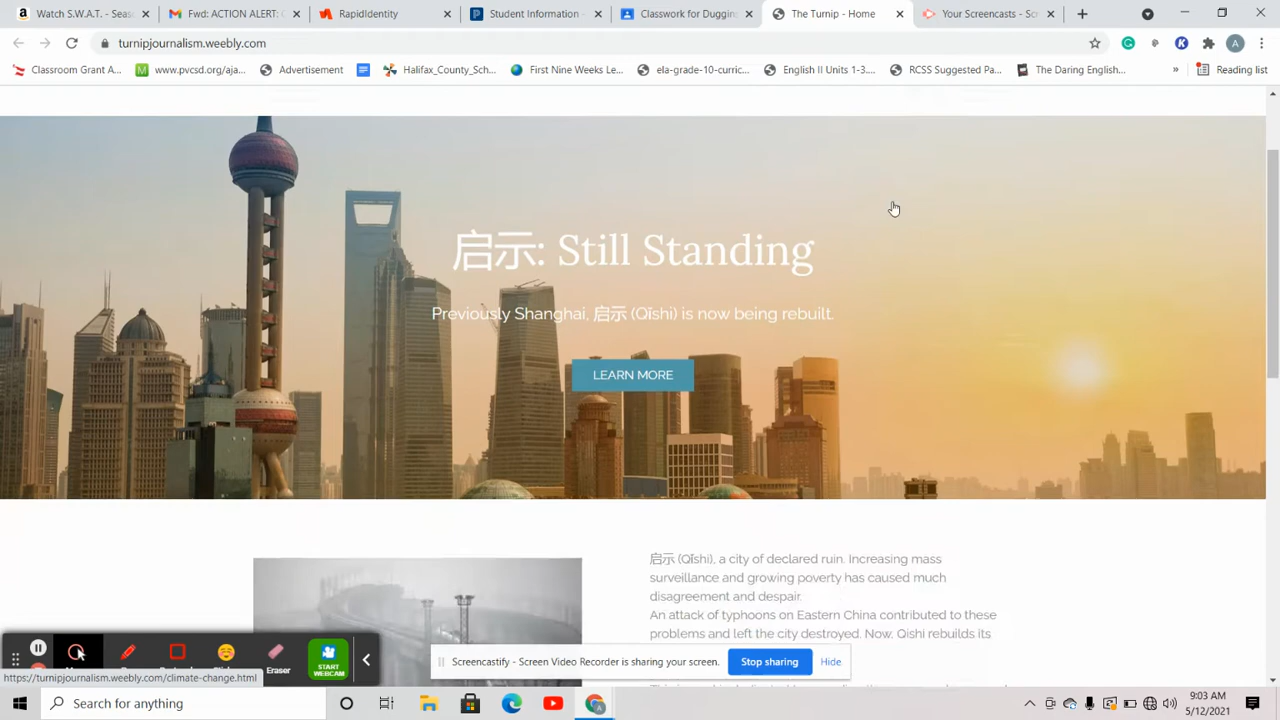 Watch S.W.A.T. - Season
Fwd: ACTION ALERT: C
RapidIdentity
Student Information -
Classwork for Duggin
The Turnip - Home
Your Screencasts - Scr
turnipjournalism.weebly.com
Classroom Grant A...
www.pvcsd.org/aja...
Advertisement
Halifax_County_Sch...
First Nine Weeks Le...
ela-grade-10-curric...
English II Units 1-3....
RCSS Suggested Pa...
The Daring English...
»
Reading list
启示: Still Standing
Previously Shanghai, 启示 (Qǐshì) is now being rebuilt.
LEARN MORE
启示 (Qǐshì), a city of declared ruin. Increasing mass
surveillance and growing poverty has caused much
disagreement and despair.
An attack of typhoons on Eastern China contributed to these
problems and left the city destroyed. Now, Qishi rebuilds its
Eraser
START
WEBCAM
Screencastify - Screen Video Recorder is sharing your screen.
Stop sharing
Hide
https://turnipjournalism.weebly.com/climate-change.html
Search for anything
9:03 AM
5/12/2021